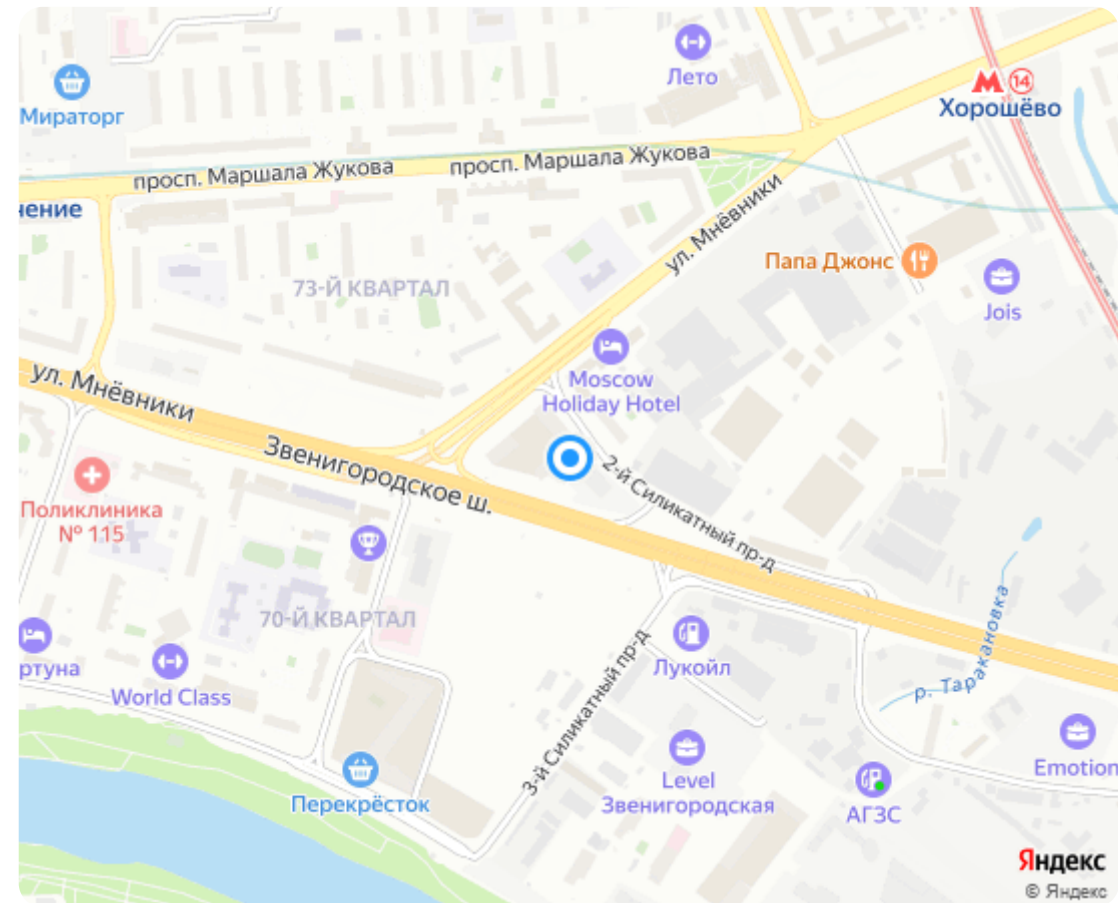 Лето
Мираторг
14
Хорошёво
просп. Маршала Жукова
просп. Маршала Жукова
нение
ул. Мнёвники
Папа Джонс
73-Й КВАРТАЛ
Jois
Moscow
Holiday Hotel
ул. Мнёвники
Звенигородское ш.
2-й Силикатный пр-д
Поликлиника
№ 115
70-Й КВАРТАЛ
р. Таракановка
ртуна
Лукойл
World Class
3-й Силикатный пр-д
Emotion
Level
Звенигородская
Перекрёсток
АГЗС
Яндекс
© Яндекс